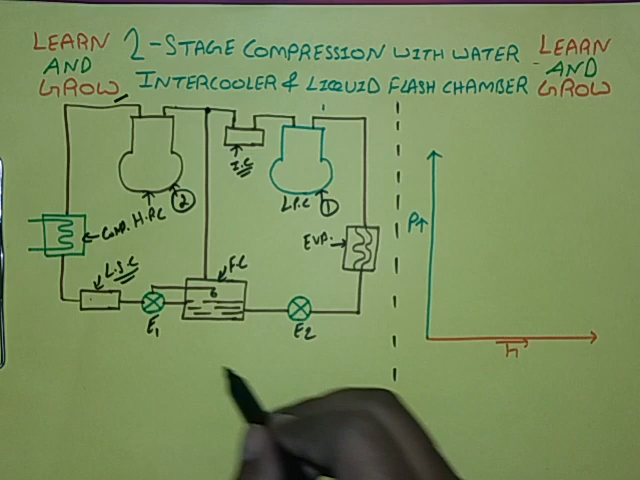 LEARN AND GROW
2-STAGE COMPRESSION WITH WATER
INTERCOOLER & LIQUID FLASH CHAMBER
LEARN AND GROW
I.C
H.P.C
2
L.P.C
1
COND.
EVP.
P↑
L.S.C
F.C
E1
E2
h